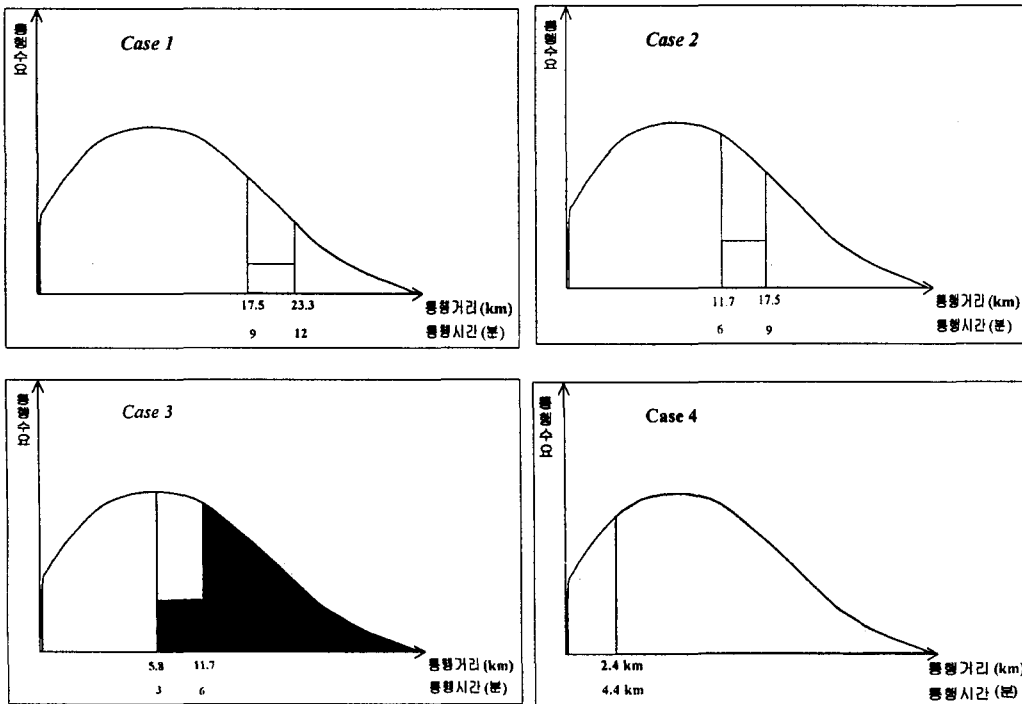 Case 1
통행수요
17.5 23.3 통행거리 (km)
9 12 통행시간 (분)
Case 2
통행수요
11.7 17.5 통행거리 (km)
6 9 통행시간 (분)
Case 3
통행수요
5.8 11.7 통행거리 (km)
3 6 통행시간 (분)
Case 4
통행수요
2.4 km 통행거리 (km)
4.4 km 통행시간 (분)